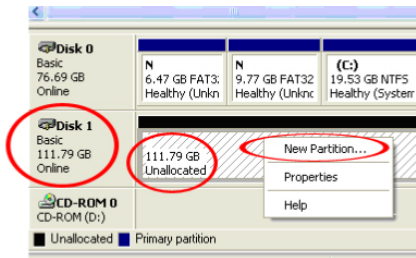 Disk 0
Basic
76.69 GB
Online
N
6.47 GB FAT3:
Healthy (Unkn
N
9.77 GB FAT32
Healthy (Unknc
(C:)
19.53 GB NTFS
Healthy (System
Disk 1
Basic
111.79 GB
Online
111.79 GB
Unallocated
New Partition...
Properties
Help
CD-ROM 0
CD-ROM (D:)
Unallocated Primary partition